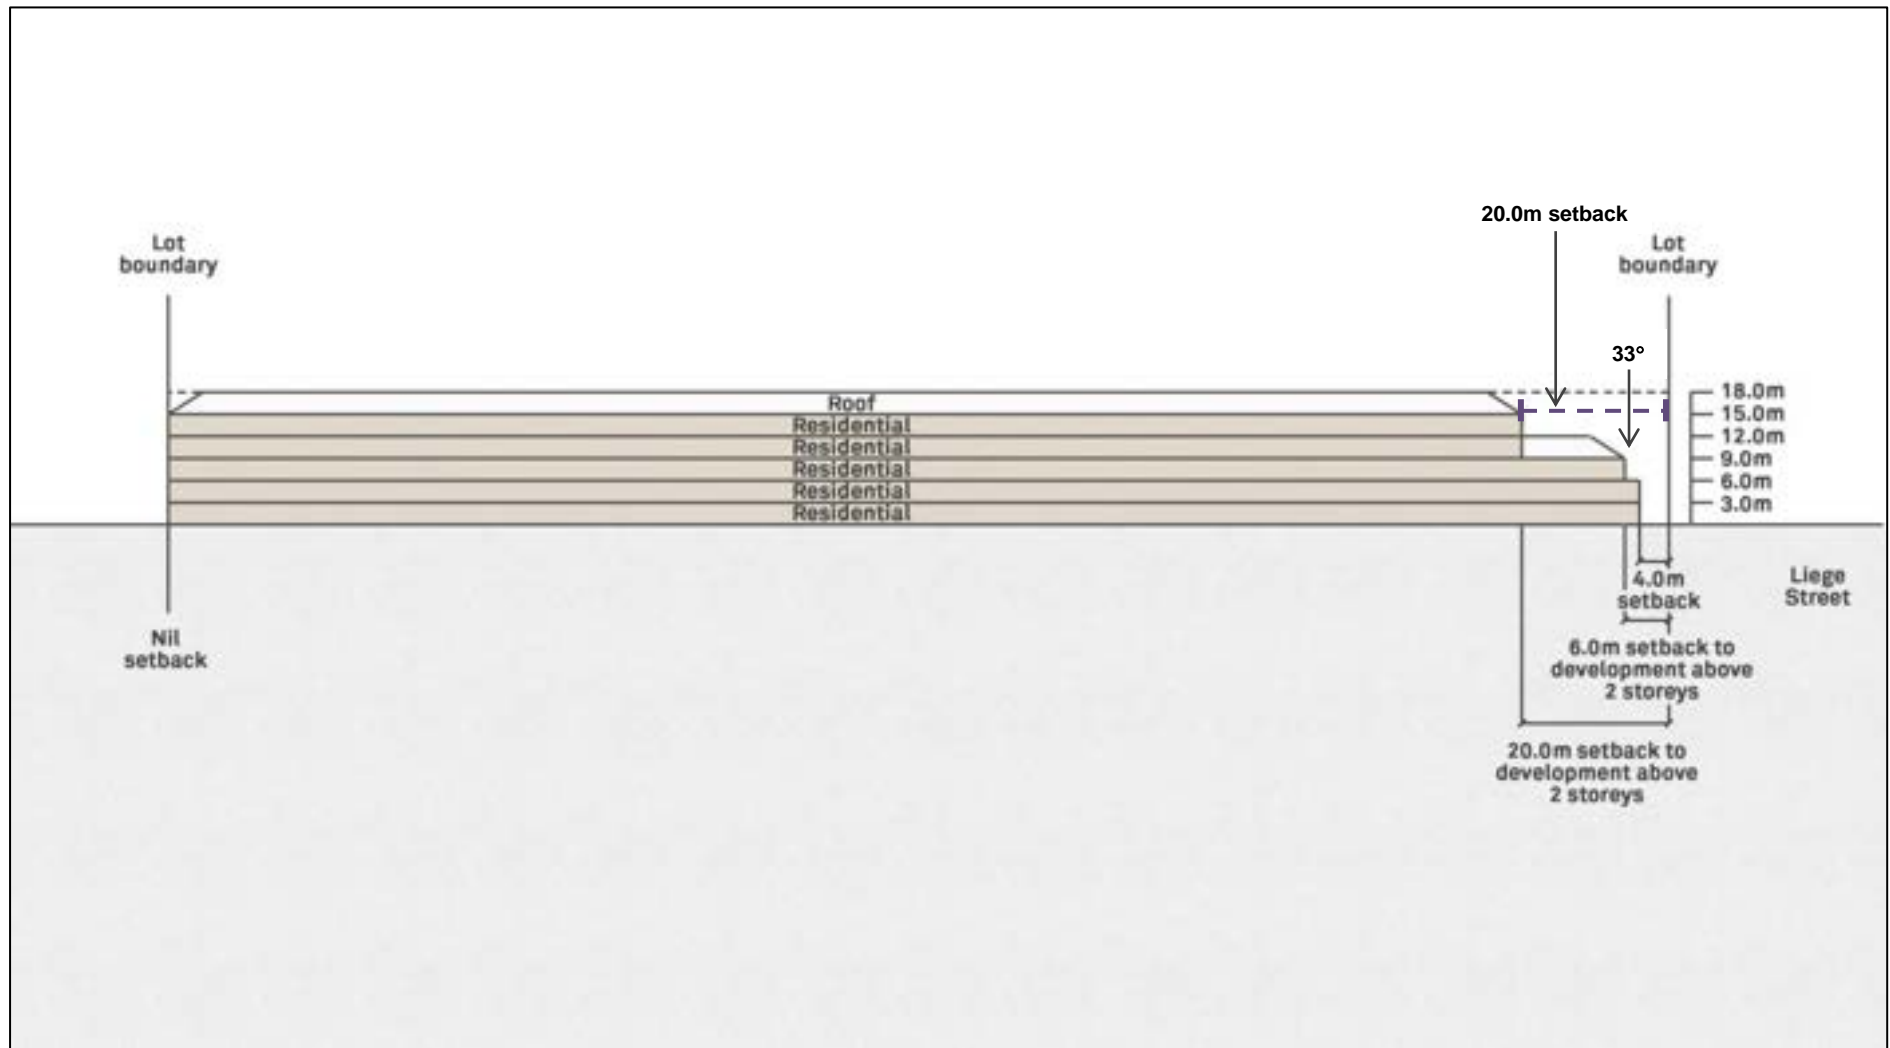 20.0m setback
Lot
boundary
Lot
boundary
33°
Roof
Residential
Residential
Residential
Residential
Residential
18.0m
15.0m
12.0m
9.0m
6.0m
3.0m
4.0m
setback
Liege
Street
Nil
setback
6.0m setback to
development above
2 storeys
20.0m setback to
development above
2 storeys